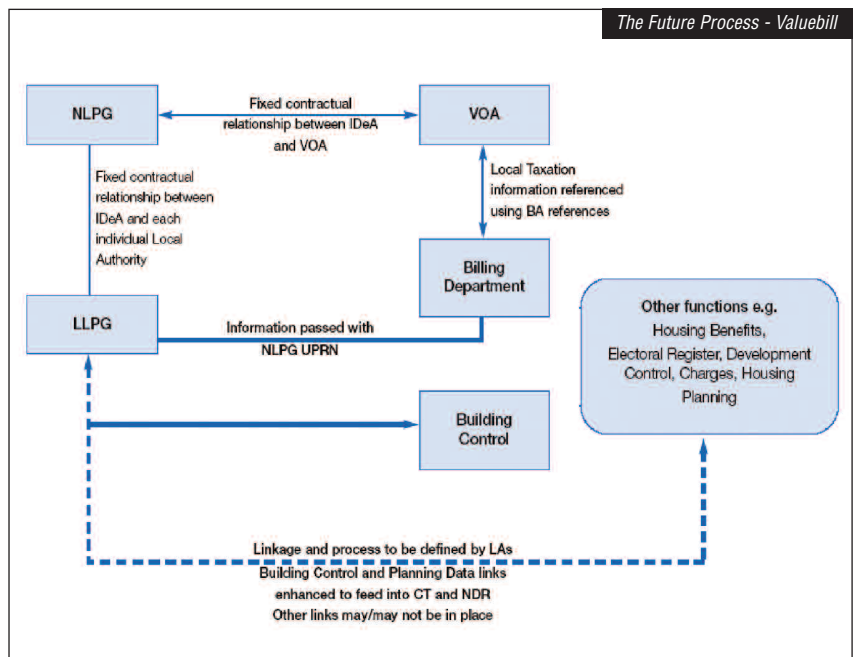 The Future Process - Valuebill
NLPG
Fixed contractual
relationship between IDeA
and VOA
VOA
Fixed contractual
relationship between
IDeA and each
individual Local
Authority
Local Taxation
information referenced
using BA references
Billing
Department
LLPG
Information passed with
NLPG UPRN
Other functions e.g.
Housing Benefits,
Electoral Register, Development
Control, Charges, Housing
Planning
Building
Control
Linkage and process to be defined by LAs
Building Control and Planning Data links
enhanced to feed into CT and NDR
Other links may/may not be in place